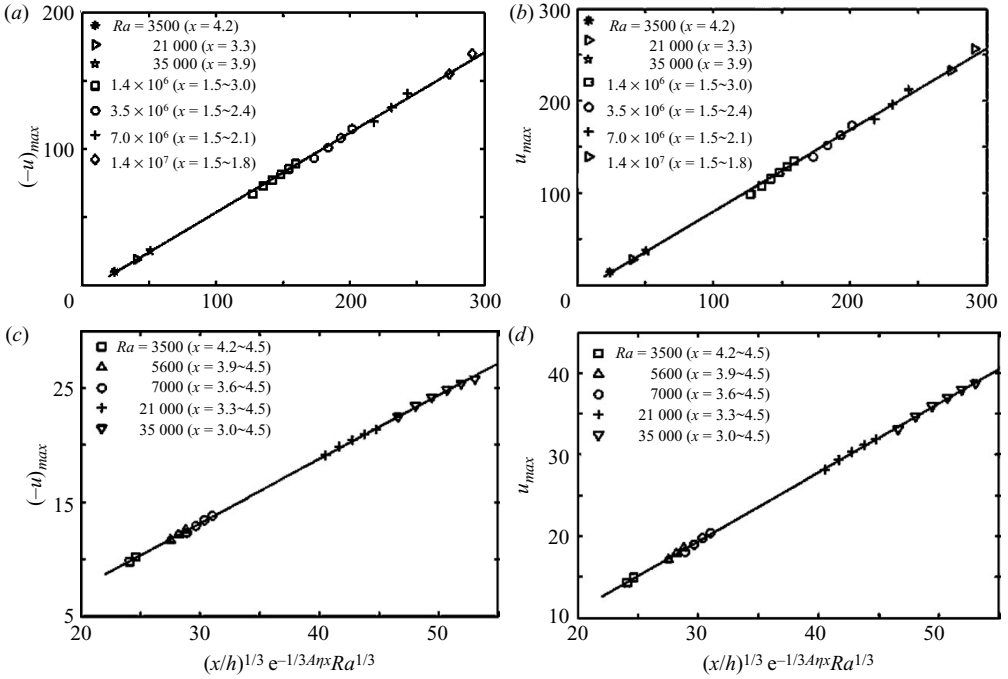 (a)
200
100
0
(−u)max
Ra = 3500 (x = 4.2)
21 000 (x = 3.3)
35 000 (x = 3.9)
1.4 × 10⁶ (x = 1.5~3.0)
3.5 × 10⁶ (x = 1.5~2.4)
7.0 × 10⁶ (x = 1.5~2.1)
1.4 × 10⁷ (x = 1.5~1.8)
100
200
300
(b)
300
200
100
0
umax
Ra = 3500 (x = 4.2)
21 000 (x = 3.3)
35 000 (x = 3.9)
1.4 × 10⁶ (x = 1.5~3.0)
3.5 × 10⁶ (x = 1.5~2.4)
7.0 × 10⁶ (x = 1.5~2.1)
1.4 × 10⁷ (x = 1.5~1.8)
100
200
300
(c)
25
15
5
(−u)max
Ra = 3500 (x = 4.2~4.5)
5600 (x = 3.9~4.5)
7000 (x = 3.6~4.5)
21 000 (x = 3.3~4.5)
35 000 (x = 3.0~4.5)
20
30
40
50
(x/h)^1/3 e^−1/3Aηx Ra^1/3
(d)
40
30
20
10
umax
Ra = 3500 (x = 4.2~4.5)
5600 (x = 3.9~4.5)
7000 (x = 3.6~4.5)
21 000 (x = 3.3~4.5)
35 000 (x = 3.0~4.5)
20
30
40
50
(x/h)^1/3 e^−1/3Aηx Ra^1/3